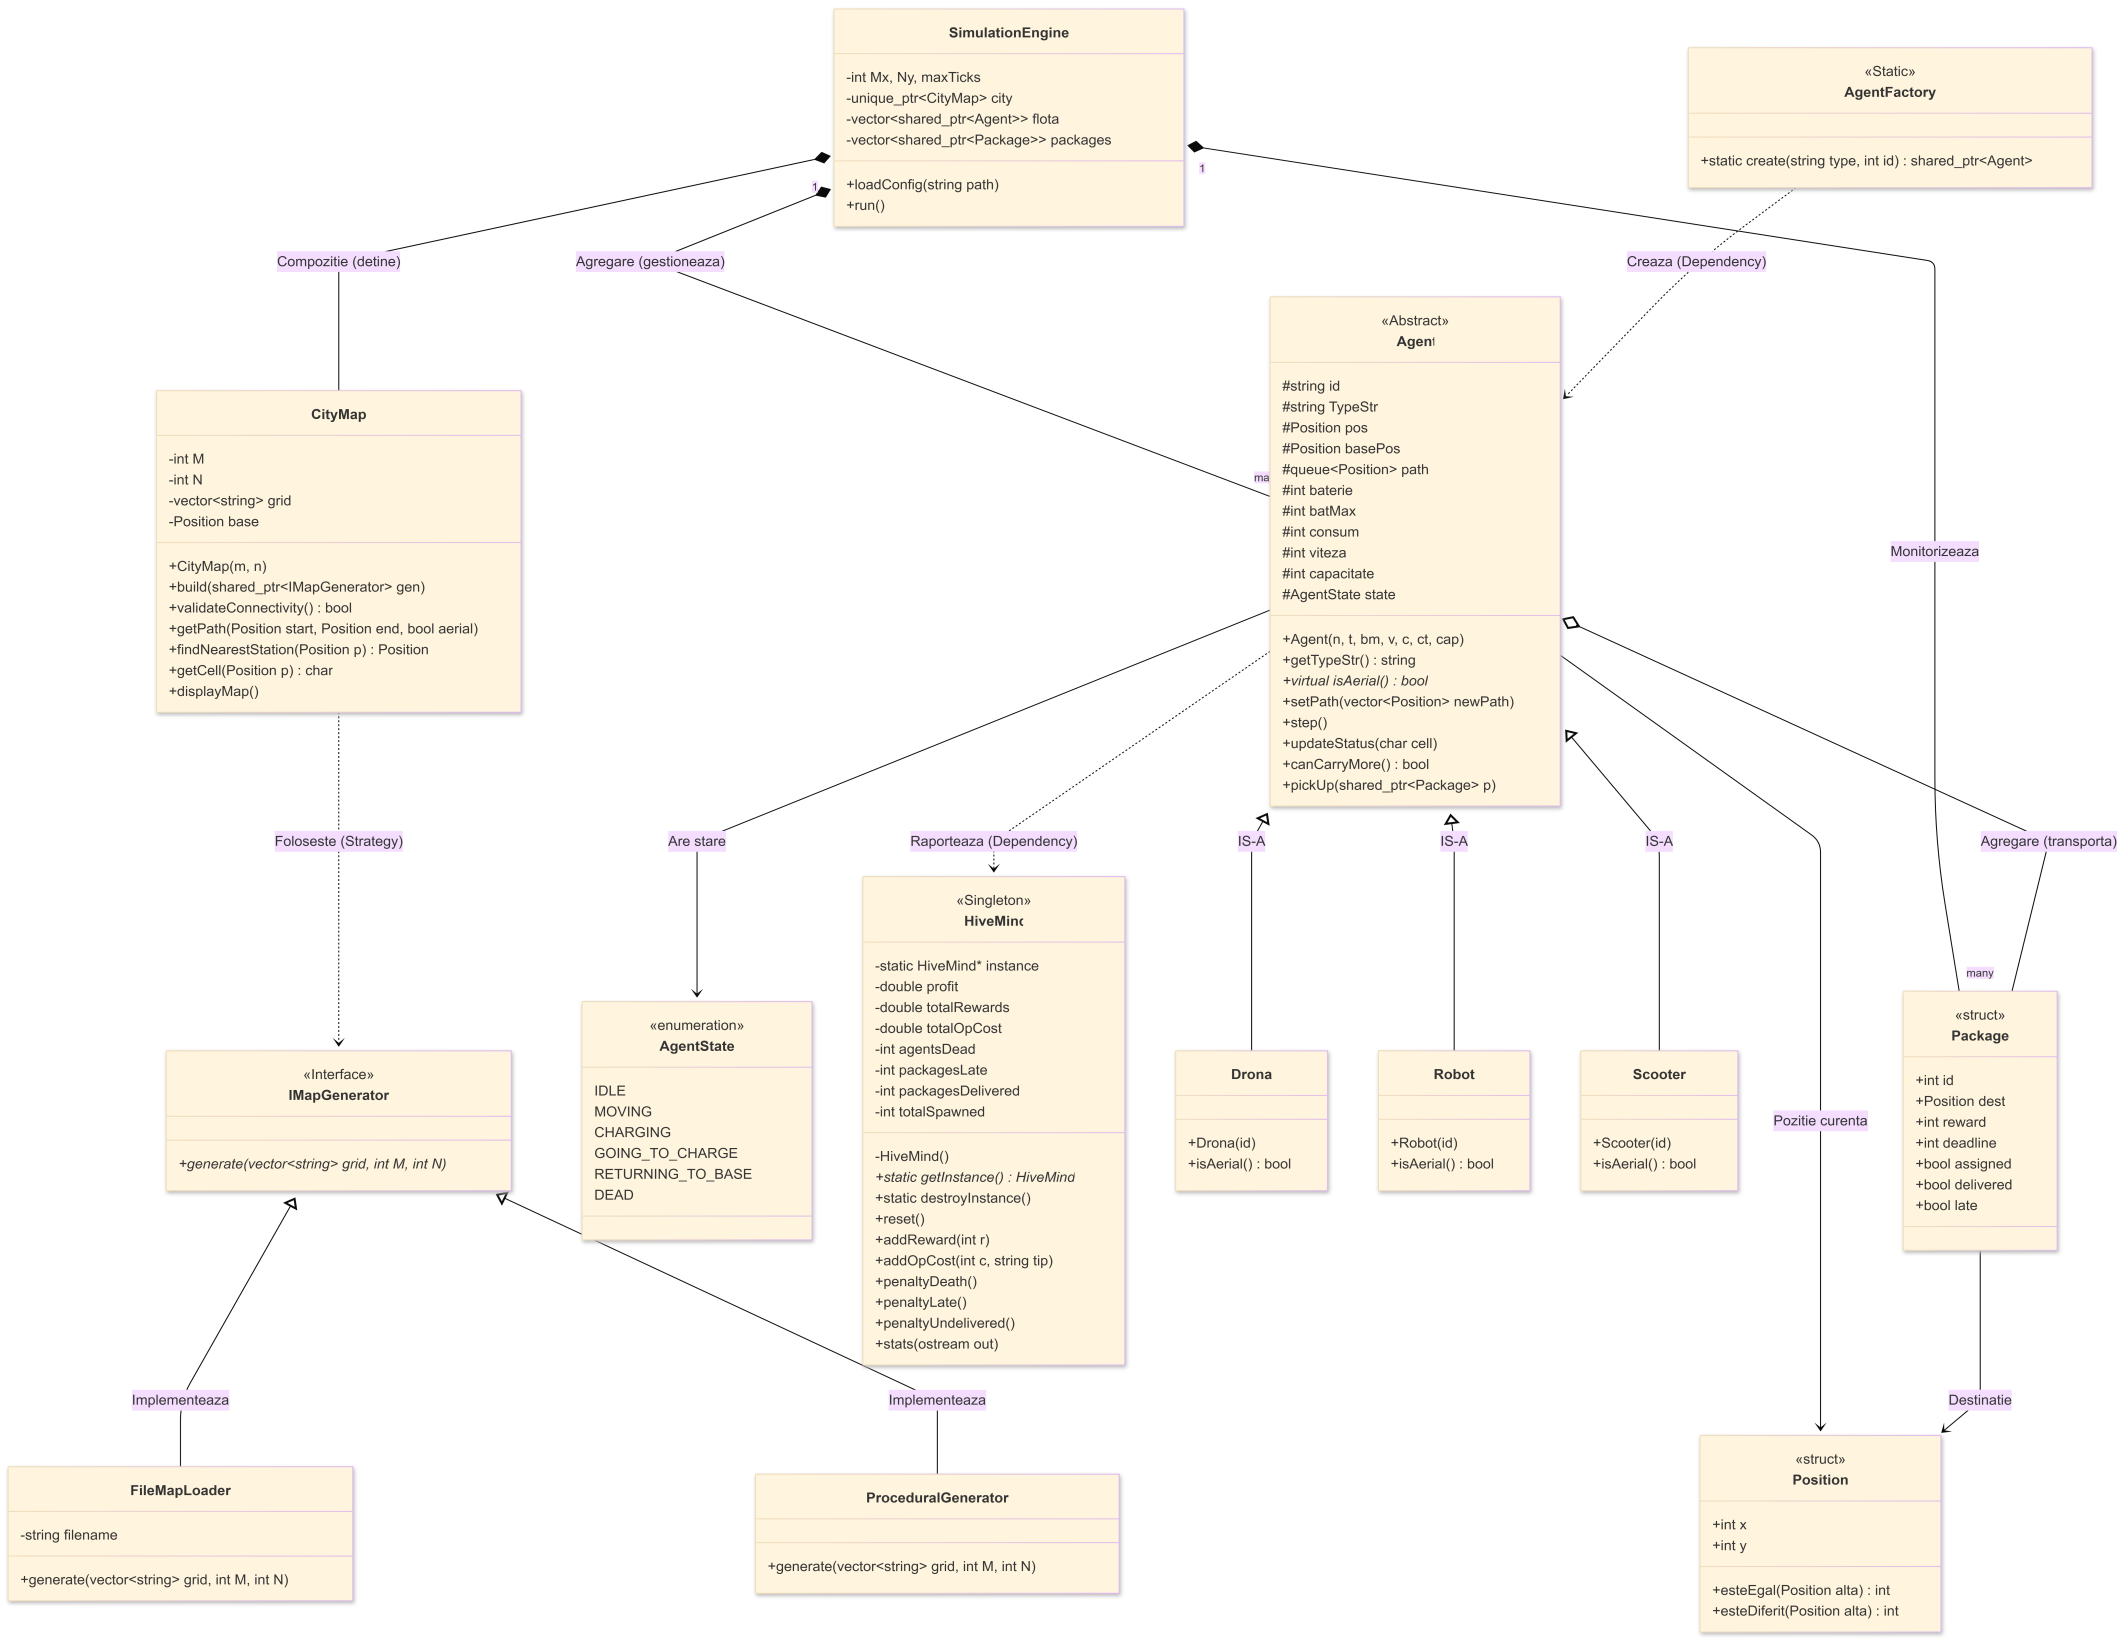 SimulationEngine
-int Mx, Ny, maxTicks
-unique_ptr<CityMap> city
-vector<shared_ptr<Agent>> flota
-vector<shared_ptr<Package>> packages
+loadConfig(string path)
+run()
«Static»
AgentFactory
+static create(string type, int id) : shared_ptr<Agent>
1
1
Compozitie (detine)
Agregare (gestioneaza)
Creaza (Dependency)
«Abstract»
Agent
#string id
#string TypeStr
#Position pos
#Position basePos
#queue<Position> path
#int baterie
#int batMax
#int consum
#int viteza
#int capacitate
#AgentState state
+Agent(n, t, bm, v, c, ct, cap)
+getTypeStr() : string
+virtual isAerial() : bool
+setPath(vector<Position> newPath)
+step()
+updateStatus(char cell)
+canCarryMore() : bool
+pickUp(shared_ptr<Package> p)
CityMap
-int M
-int N
-vector<string> grid
-Position base
+CityMap(m, n)
+build(shared_ptr<IMapGenerator> gen)
+validateConnectivity() : bool
+getPath(Position start, Position end, bool aerial)
+findNearestStation(Position p) : Position
+getCell(Position p) : char
+displayMap()
ma
Monitorizeaza
Foloseste (Strategy)
Are stare
Raporteaza (Dependency)
IS-A
IS-A
IS-A
Agregare (transporta)
«Singleton»
HiveMind
-static HiveMind* instance
-double profit
-double totalRewards
-double totalOpCost
-int agentsDead
-int packagesLate
-int packagesDelivered
-int totalSpawned
-HiveMind()
+static getInstance() : HiveMind
+static destroyInstance()
+reset()
+addReward(int r)
+addOpCost(int c, string tip)
+penaltyDeath()
+penaltyLate()
+penaltyUndelivered()
+stats(ostream out)
many
«enumeration»
AgentState
IDLE
MOVING
CHARGING
GOING_TO_CHARGE
RETURNING_TO_BASE
DEAD
«Interface»
IMapGenerator
+generate(vector<string> grid, int M, int N)
Drona
+Drona(id)
+isAerial() : bool
Robot
+Robot(id)
+isAerial() : bool
Scooter
+Scooter(id)
+isAerial() : bool
«struct»
Package
+int id
+Position dest
+int reward
+int deadline
+bool assigned
+bool delivered
+bool late
Pozitie curenta
Implementeaza
Implementeaza
Destinatie
FileMapLoader
-string filename
+generate(vector<string> grid, int M, int N)
ProceduralGenerator
+generate(vector<string> grid, int M, int N)
«struct»
Position
+int x
+int y
+esteEgal(Position alta) : int
+esteDiferit(Position alta) : int